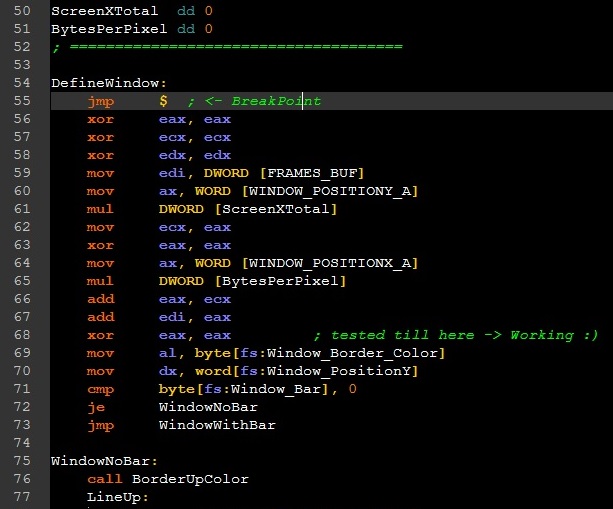 50 ScreenXTotal dd 0
51 BytesPerPixel dd 0
52 ; =====================================
53
54 DefineWindow:
55 jmp $ ; <- BreakPoint
56 xor eax, eax
57 xor ecx, ecx
58 xor edx, edx
59 mov edi, DWORD [FRAMES_BUF]
60 mov ax, WORD [WINDOW_POSITIONY_A]
61 mul DWORD [ScreenXTotal]
62 mov ecx, eax
63 xor eax, eax
64 mov ax, WORD [WINDOW_POSITIONX_A]
65 mul DWORD [BytesPerPixel]
66 add eax, ecx
67 add edi, eax
68 xor eax, eax ; tested till here -> Working :)
69 mov al, byte[fs:Window_Border_Color]
70 mov dx, word[fs:Window_PositionY]
71 cmp byte[fs:Window_Bar], 0
72 je WindowNoBar
73 jmp WindowWithBar
74
75 WindowNoBar:
76 call BorderUpColor
77 LineUp: